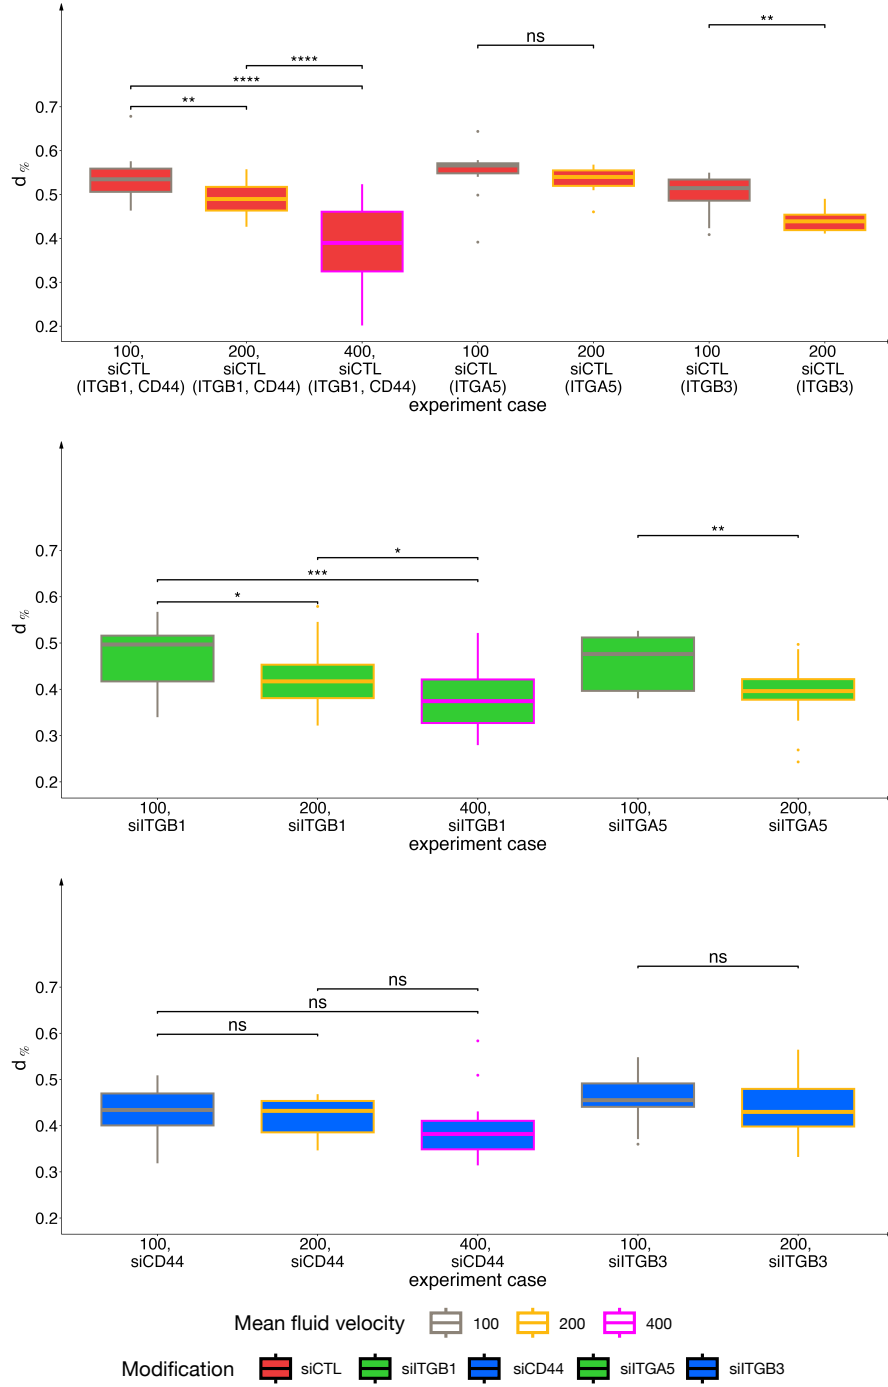 **
ns
****
****
**
0.7
0.6
0.5
0.4
0.3
0.2
d %
100, 200, 400, 100 200 100 200
siCTL siCTL siCTL siCTL siCTL siCTL siCTL
(ITGB1, CD44) (ITGB1, CD44) (ITGB1, CD44) (ITGA5) (ITGA5) (ITGB3) (ITGB3)
experiment case
**
*
***
*
0.7
0.6
0.5
0.4
0.3
0.2
d %
100, 200, 400, 100, 200,
siITGB1 siITGB1 siITGB1 siITGA5 siITGA5
experiment case
ns
ns
ns
ns
0.7
0.6
0.5
0.4
0.3
0.2
d %
100, 200, 400, 100, 200,
siCD44 siCD44 siCD44 siITGB3 siITGB3
experiment case
Mean fluid velocity 100 200 400
Modification siCTL siITGB1 siCD44 siITGA5 siITGB3